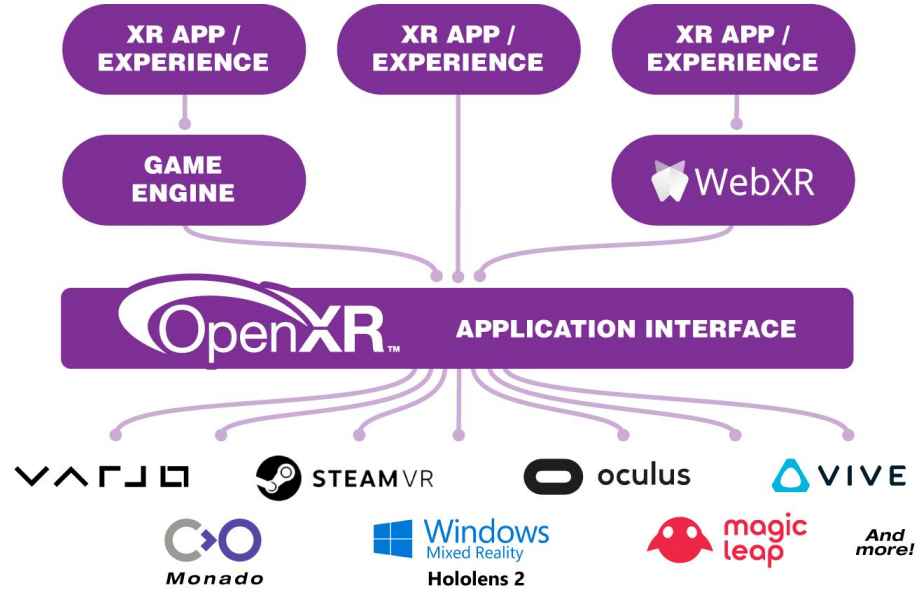 XR APP /
EXPERIENCE
XR APP /
EXPERIENCE
XR APP /
EXPERIENCE
GAME
ENGINE
WebXR
OpenXR™
APPLICATION INTERFACE
VARJO
STEAMVR
oculus
VIVE
Monado
Windows
Mixed Reality
Hololens 2
magic
leap
And
more!